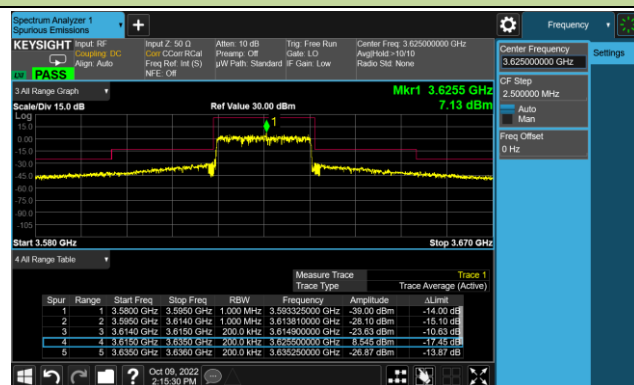 Spectrum Analyzer 1
Spurious Emissions
Frequency
KEYSIGHT
Input: RF
Coupling: DC
Align: Auto
Input Z: 50 Ω
Corr CCorr RCal
Freq Ref: Int (S)
NFE: Off
Atten: 10 dB
Preamp: Off
µW Path: Standard
Trig: Free Run
Gate: LO
IF Gain: Low
Center Freq: 3.625000000 GHz
Avg|Hold:>10/10
Radio Std: None
PASS
Center Frequency
3.625000000 GHz
Settings
CF Step
2.500000 MHz
Auto
Man
Freq Offset
0 Hz
3 All Range Graph
Mkr1 3.6255 GHz
Scale/Div 15.0 dB
Ref Value 30.00 dBm
7.13 dBm
Log
15.0
0.00
-15.0
-30.0
-45.0
-60.0
-75.0
-90.0
-105
1
Start 3.580 GHz
Stop 3.670 GHz
4 All Range Table
Measure Trace Trace 1
Trace Type Trace Average (Active)
Spur Range Start Freq Stop Freq RBW Frequency Amplitude ΔLimit
1 1 3.5800 GHz 3.5950 GHz 1.000 MHz 3.593325000 GHz -39.00 dBm -14.00 dB
2 2 3.5950 GHz 3.6140 GHz 1.000 MHz 3.613810000 GHz -28.10 dBm -15.10 dB
3 3 3.6140 GHz 3.6150 GHz 200.0 kHz 3.614900000 GHz -23.63 dBm -10.63 dB
4 4 3.6150 GHz 3.6350 GHz 200.0 kHz 3.625500000 GHz 8.545 dBm -17.45 dB
5 5 3.6350 GHz 3.6360 GHz 200.0 kHz 3.635250000 GHz -26.87 dBm -13.87 dB
Oct 09, 2022
2:15:30 PM